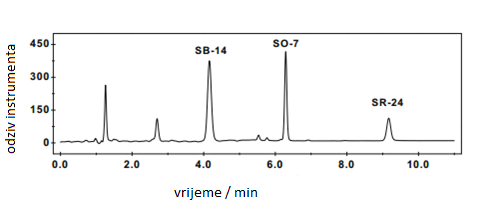 SO-7
SB-14
SR-24
odziv instrumenta
450
300
150
0
0.0 2.0 4.0 6.0 8.0 10.0
vrijeme / min